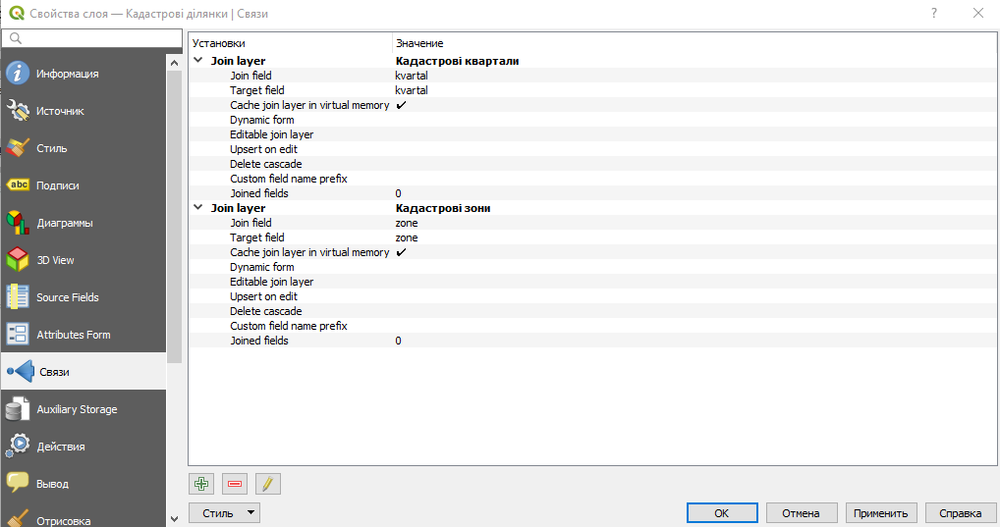 Свойства слоя — Кадастрові ділянки | Связи
?
Установки Значение
Информация
Источник
Стиль
abc Подписи
Диаграммы
3D View
Source Fields
Attributes Form
Связи
Auxiliary Storage
Действия
Вывод
Отрисовка
Join layer Кадастрові квартали
Join field kvartal
Target field kvartal
Cache join layer in virtual memory ✔
Dynamic form
Editable join layer
Upsert on edit
Delete cascade
Custom field name prefix
Joined fields 0
Join layer Кадастрові зони
Join field zone
Target field zone
Cache join layer in virtual memory ✔
Dynamic form
Editable join layer
Upsert on edit
Delete cascade
Custom field name prefix
Joined fields 0
Стиль OK Отмена Применить Справка